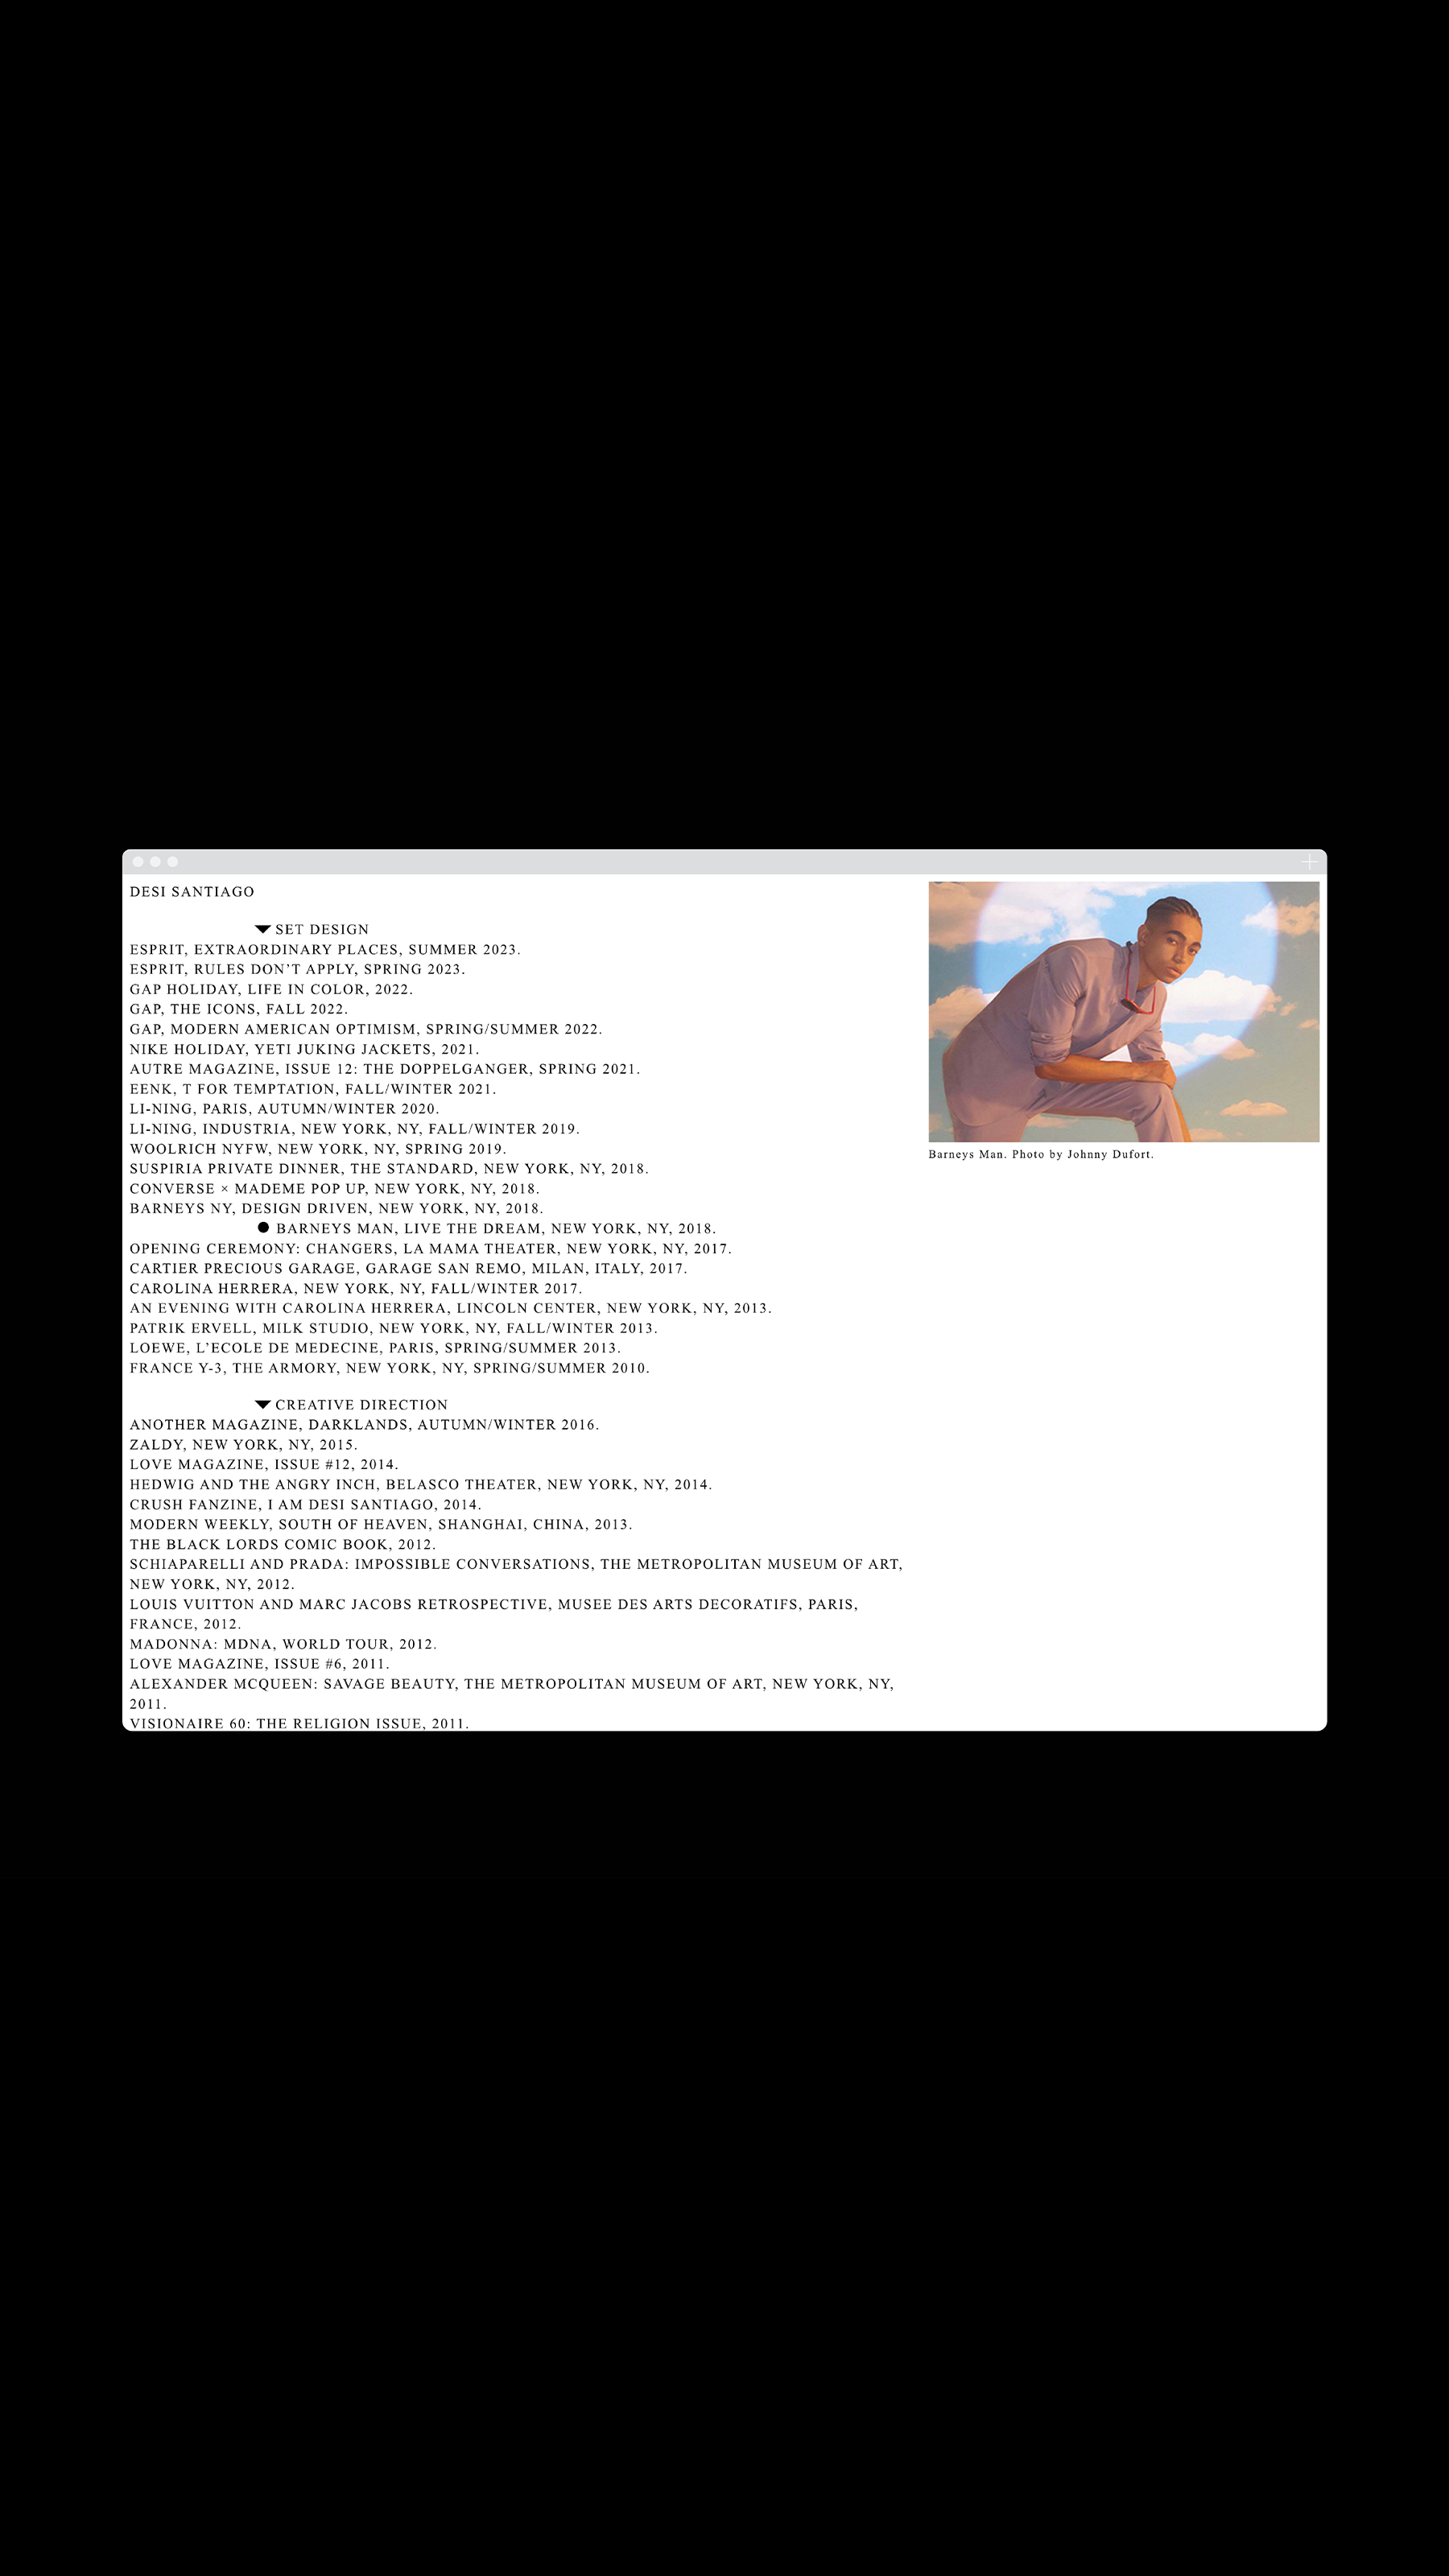 DESI SANTIAGO
SET DESIGN
ESPRIT, EXTRAORDINARY PLACES, SUMMER 2023.
ESPRIT, RULES DON’T APPLY, SPRING 2023.
GAP HOLIDAY, LIFE IN COLOR, 2022.
GAP, THE ICONS, FALL 2022.
GAP, MODERN AMERICAN OPTIMISM, SPRING/SUMMER 2022.
NIKE HOLIDAY, YETI JUKING JACKETS, 2021.
AUTRE MAGAZINE, ISSUE 12: THE DOPPELGANGER, SPRING 2021.
EENK, T FOR TEMPTATION, FALL/WINTER 2021.
LI-NING, PARIS, AUTUMN/WINTER 2020.
LI-NING, INDUSTRIA, NEW YORK, NY, FALL/WINTER 2019.
WOOLRICH NYFW, NEW YORK, NY, SPRING 2019.
SUSPIRIA PRIVATE DINNER, THE STANDARD, NEW YORK, NY, 2018.
CONVERSE × MADEME POP UP, NEW YORK, NY, 2018.
BARNEYS NY, DESIGN DRIVEN, NEW YORK, NY, 2018.
BARNEYS MAN, LIVE THE DREAM, NEW YORK, NY, 2018.
OPENING CEREMONY: CHANGERS, LA MAMA THEATER, NEW YORK, NY, 2017.
CARTIER PRECIOUS GARAGE, GARAGE SAN REMO, MILAN, ITALY, 2017.
CAROLINA HERRERA, NEW YORK, NY, FALL/WINTER 2017.
AN EVENING WITH CAROLINA HERRERA, LINCOLN CENTER, NEW YORK, NY, 2013.
PATRIK ERVELL, MILK STUDIO, NEW YORK, NY, FALL/WINTER 2013.
LOEWE, L’ECOLE DE MEDECINE, PARIS, SPRING/SUMMER 2013.
FRANCE Y-3, THE ARMORY, NEW YORK, NY, SPRING/SUMMER 2010.
CREATIVE DIRECTION
ANOTHER MAGAZINE, DARKLANDS, AUTUMN/WINTER 2016.
ZALDY, NEW YORK, NY, 2015.
LOVE MAGAZINE, ISSUE #12, 2014.
HEDWIG AND THE ANGRY INCH, BELASCO THEATER, NEW YORK, NY, 2014.
CRUSH FANZINE, I AM DESI SANTIAGO, 2014.
MODERN WEEKLY, SOUTH OF HEAVEN, SHANGHAI, CHINA, 2013.
THE BLACK LORDS COMIC BOOK, 2012.
SCHIAPARELLI AND PRADA: IMPOSSIBLE CONVERSATIONS, THE METROPOLITAN MUSEUM OF ART,
NEW YORK, NY, 2012.
LOUIS VUITTON AND MARC JACOBS RETROSPECTIVE, MUSEE DES ARTS DECORATIFS, PARIS,
FRANCE, 2012.
MADONNA: MDNA, WORLD TOUR, 2012.
LOVE MAGAZINE, ISSUE #6, 2011.
ALEXANDER MCQUEEN: SAVAGE BEAUTY, THE METROPOLITAN MUSEUM OF ART, NEW YORK, NY,
2011.
VISIONAIRE 60: THE RELIGION ISSUE, 2011.
Barneys Man. Photo by Johnny Dufort.